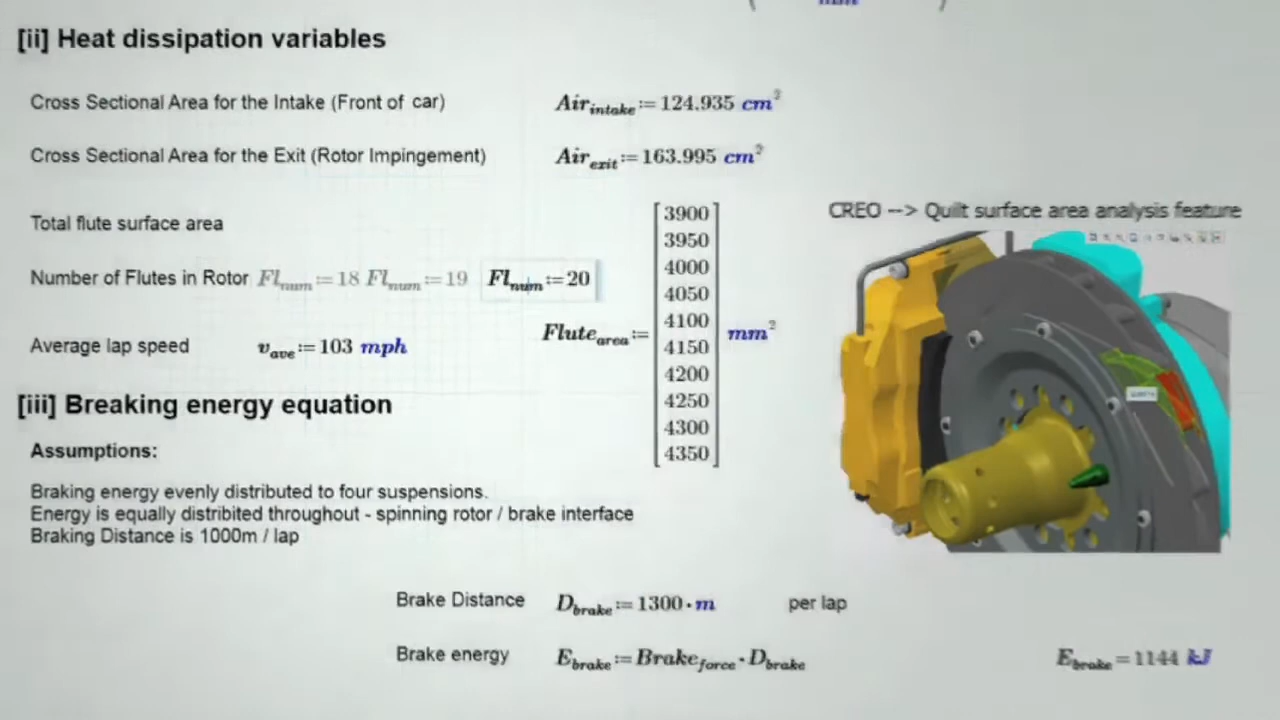 mm
[ii] Heat dissipation variables
Cross Sectional Area for the Intake (Front of car) Air_intake := 124.935 cm²
Cross Sectional Area for the Exit (Rotor Impingement) Air_exit := 163.995 cm²
Total flute surface area
CREO --> Quilt surface area analysis feature
Number of Flutes in Rotor Fl_num := 18 Fl_num := 19 Fl_num := 20
Average lap speed v_ave := 103 mph
Flute_area := mm²
3900
3950
4000
4050
4100
4150
4200
4250
4300
4350
[iii] Breaking energy equation
Assumptions:
Braking energy evenly distributed to four suspensions.
Energy is equally distribited throughout - spinning rotor / brake interface
Braking Distance is 1000m / lap
Brake Distance D_brake := 1300 · m per lap
Brake energy E_brake := Brake_force · D_brake E_brake = 1144 kJ